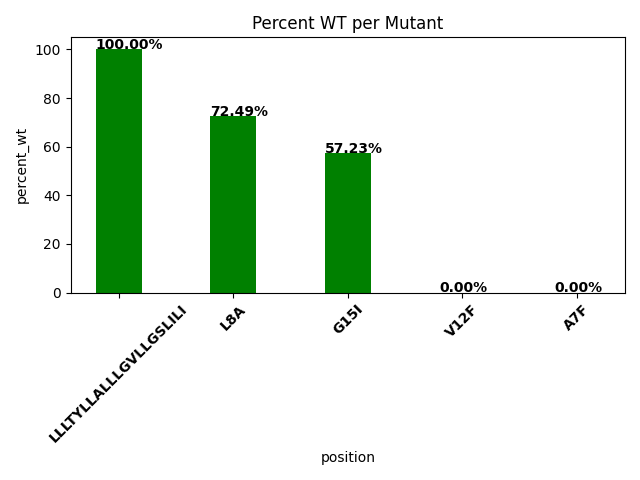 Percent WT per Mutant
percent_wt
100
80
60
40
20
0
100.00%
72.49%
57.23%
0.00%
0.00%
LLLTYLLALLLGVLLGSLILI
L8A
G15I
V12F
A7F
position